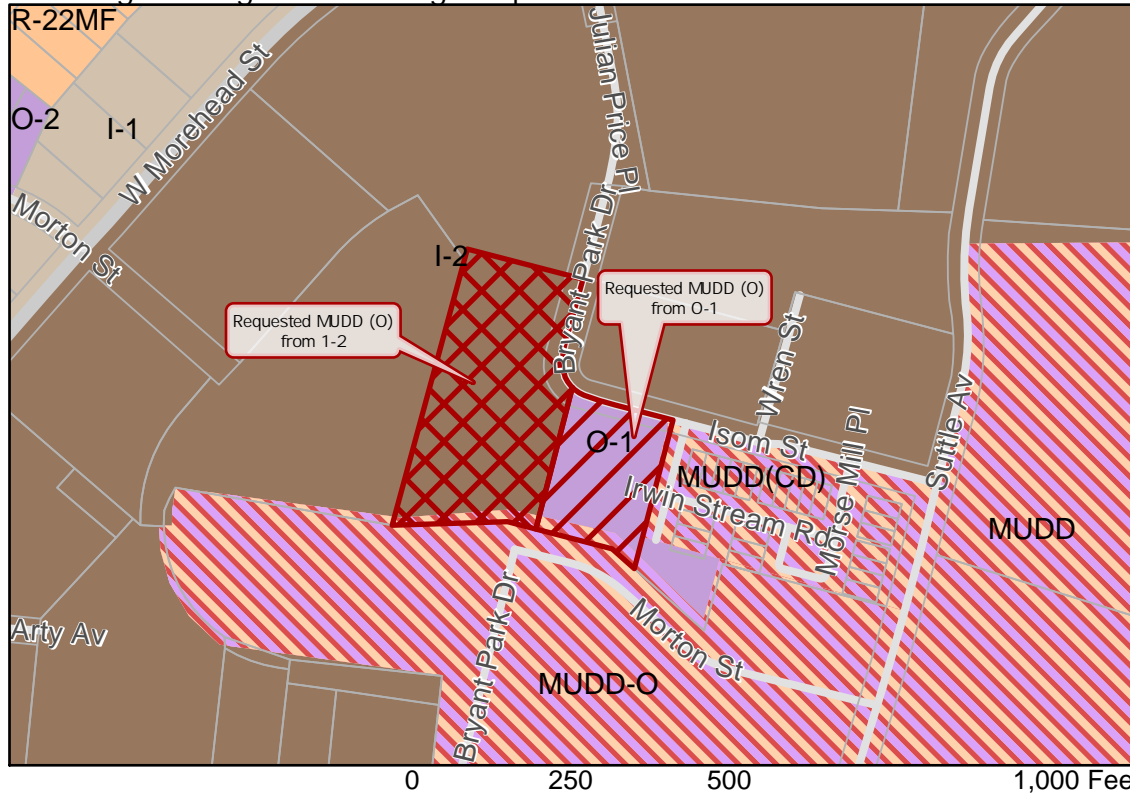 R-22MF
O-2
I-1
W Morehead St
Morton St
Julian Price Pl
Bryant Park Dr
I-2
Requested MUDD (O)
from 1-2
Requested MUDD (O)
from O-1
Wren St
Suttle Av
O-1
Isom St
MUDD(CD)
Irwin Stream Rd
Morse Mill Pl
MUDD
Arty Av
Bryant Park Dr
Morton St
MUDD-O
0 250 500 1,000 Fee